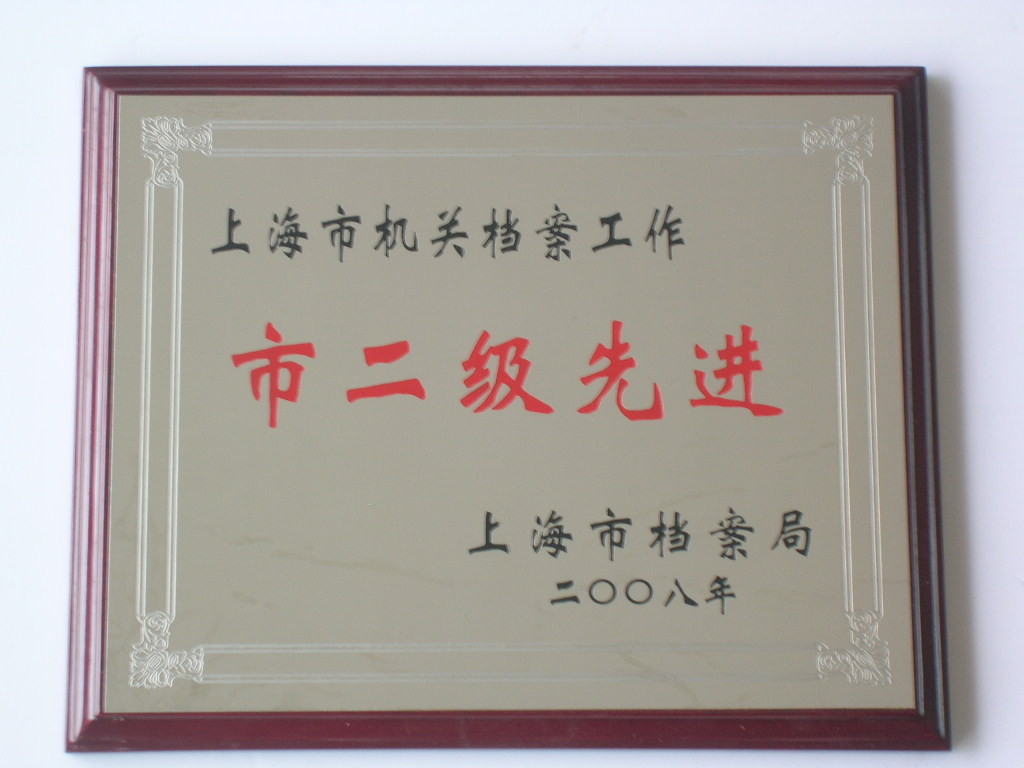 上海市机关档案工作
市二级先进
上海市档案局
二〇〇八年